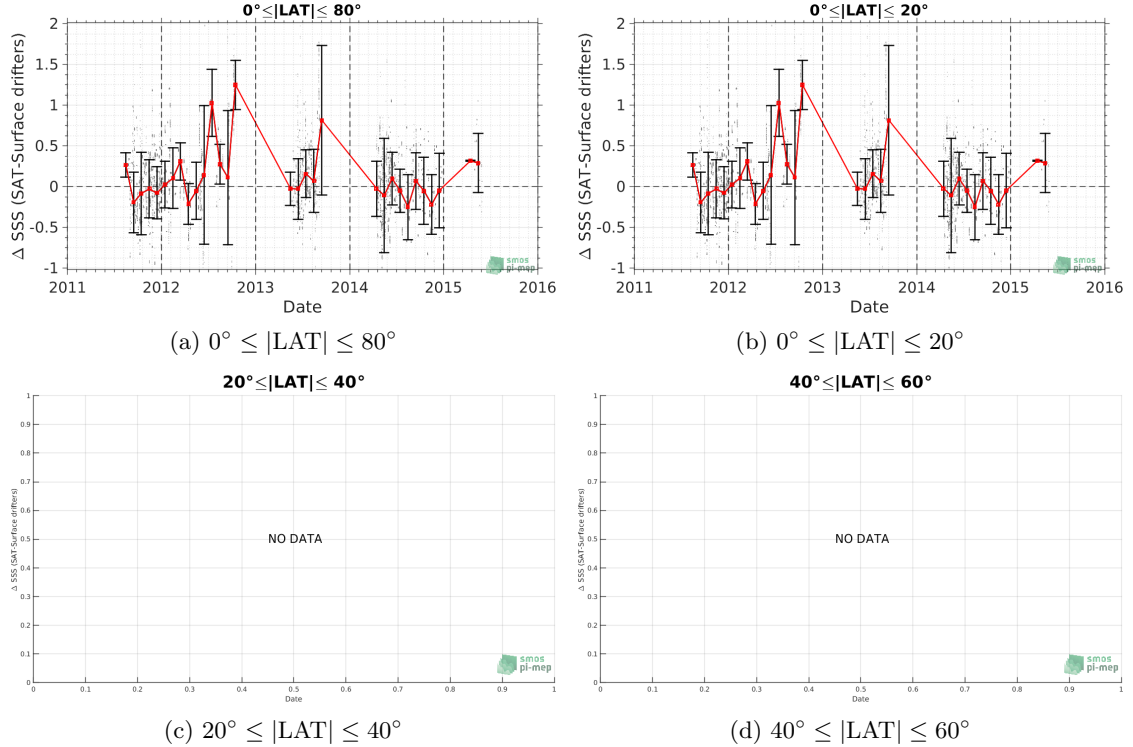 0°≤|LAT|≤ 80°
Δ SSS (SAT-Surface drifters)
2
1.5
1
0.5
0
-0.5
-1
2011 2012 2013 2014 2015 2016
Date
smos
pi-mep
(a) 0° ≤ |LAT| ≤ 80°
0°≤|LAT|≤ 20°
Δ SSS (SAT-Surface drifters)
2
1.5
1
0.5
0
-0.5
-1
2011 2012 2013 2014 2015 2016
Date
smos
pi-mep
(b) 0° ≤ |LAT| ≤ 20°
20°≤|LAT|≤ 40°
Δ SSS (SAT-Surface drifters)
1
0.9
0.8
0.7
0.6
0.5
0.4
0.3
0.2
0.1
0
NO DATA
0 0.1 0.2 0.3 0.4 0.5 0.6 0.7 0.8 0.9 1
Date
smos
pi-mep
(c) 20° ≤ |LAT| ≤ 40°
40°≤|LAT|≤ 60°
Δ SSS (SAT-Surface drifters)
1
0.9
0.8
0.7
0.6
0.5
0.4
0.3
0.2
0.1
0
NO DATA
0 0.1 0.2 0.3 0.4 0.5 0.6 0.7 0.8 0.9 1
Date
smos
pi-mep
(d) 40° ≤ |LAT| ≤ 60°